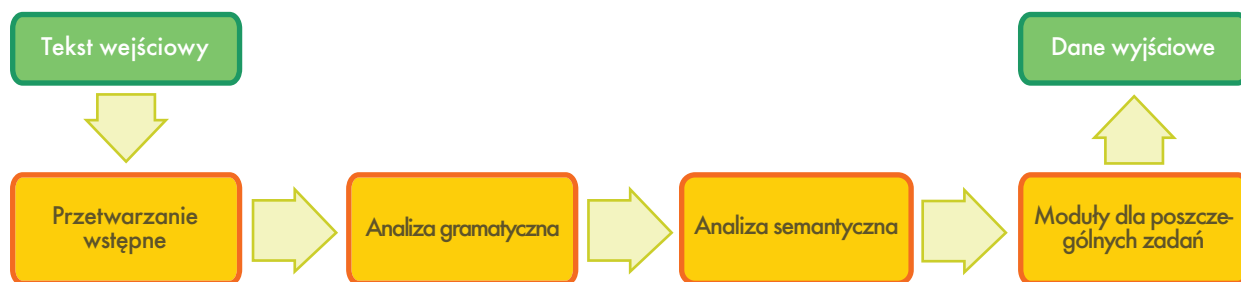 Tekst wejściowy
Dane wyjściowe
Przetwarzanie
wstępne
Analiza gramatyczna
Analiza semantyczna
Moduły dla poszcze-
gólnych zadań